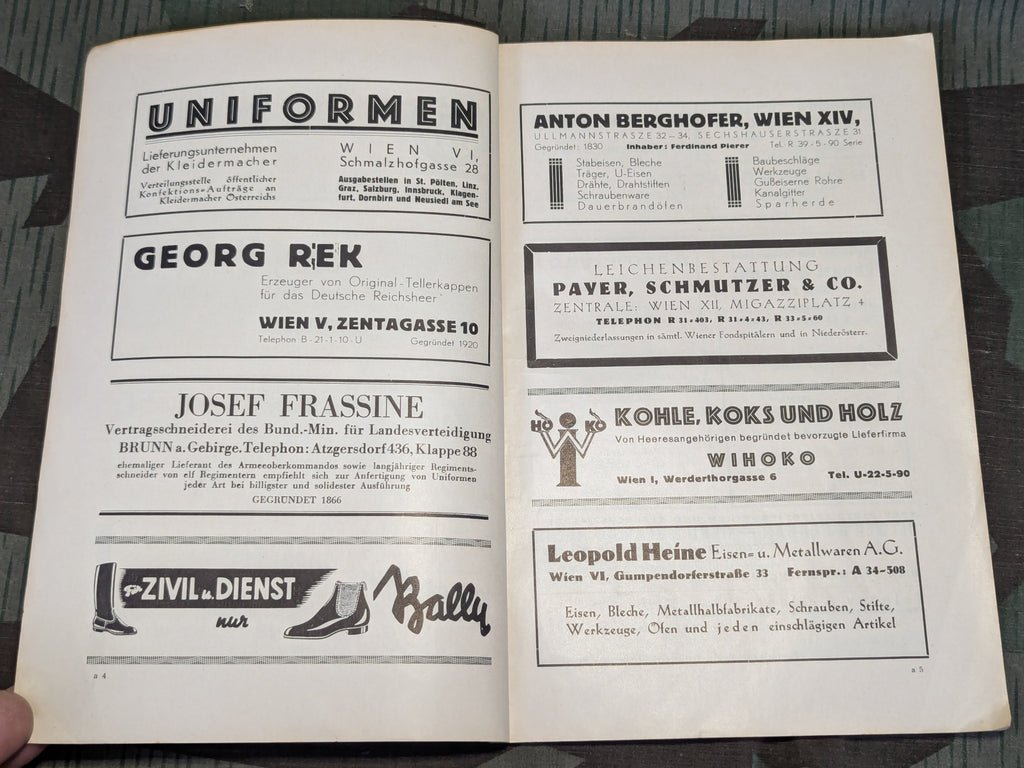 UNIFORMEN
Lieferungsunternehmen
der Kleidermacher
Verteilungsstelle öffentlicher
Konfektions=Aufträge an
Kleidermacher Österreichs
WIEN VI,
Schmalzhofgasse 28
Ausgabestellen in St. Pölten, Linz,
Graz, Salzburg, Innsbruck, Klagen-
furt, Dornbirn und Neusiedl am See
GEORG REK
Erzeuger von Original-Tellerkappen
für das Deutsche Reichsheer
WIEN V, ZENTAGASSE 10
Telephon B-21-1-10-U Gegründet 1920
JOSEF FRASSINE
Vertragsschneiderei des Bund.-Min. für Landesverteidigung
BRUNN a. Gebirge. Telephon: Atzgersdorf 436, Klappe 88
ehemaliger Lieferant des Armeeoberkommandos sowie langjähriger Regiments-
schneider von elf Regimentern empfiehlt sich zur Anfertigung von Uniformen
jeder Art bei billigster und solidester Ausführung
GEGRÜNDET 1866
für ZIVIL u. DIENST
nur
Bally
a 4
ANTON BERGHOFER, WIEN XIV,
ULLMANNSTRASZE 32–34, SECHSHAUSERSTRASZE 31
Gegründet: 1830 Inhaber: Ferdinand Pierer Tel. R 39-5-90 Serie
Stabeisen, Bleche
Träger, U-Eisen
Drähte, Drahtstiften
Schraubenware
Dauerbrandöfen
Baubeschläge
Werkzeuge
Gußeiserne Rohre
Kanalgitter
Sparherde
LEICHENBESTATTUNG
PAYER, SCHMUTZER & CO.
ZENTRALE: WIEN XII, MIGAZZIPLATZ 4
TELEPHON R 31-403, R 31-4-43, R 33-5-60
Zweigniederlassungen in sämtl. Wiener Fondspitälern und in Niederösterr.
HO KO
KOHLE, KOKS UND HOLZ
Von Heeresangehörigen begründet bevorzugte Lieferfirma
WIHOKO
Wien I, Werderthorgasse 6 Tel. U-22-5-90
Leopold Heine Eisen= u. Metallwaren A.G.
Wien VI, Gumpendorferstraße 33 Fernspr.: A 34-508
Eisen, Bleche, Metallhalbfabrikate, Schrauben, Stifte,
Werkzeuge, Öfen und jeden einschlägigen Artikel
a 5